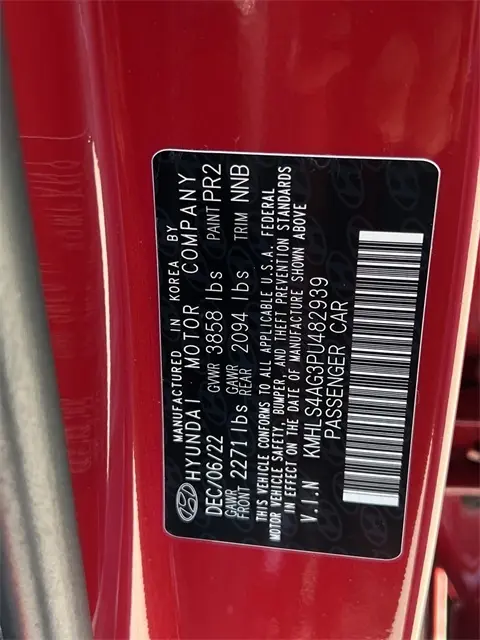 MANUFACTURED IN KOREA BY
HYUNDAI MOTOR COMPANY
DEC/06/22 GVWR 3858 lbs PAINT PR2
GAWR FRONT 2271 lbs GAWR REAR 2094 lbs TRIM NNB
THIS VEHICLE CONFORMS TO ALL APPLICABLE U.S.A. FEDERAL
MOTOR VEHICLE SAFETY, BUMPER, AND THEFT PREVENTION STANDARDS
IN EFFECT ON THE DATE OF MANUFACTURE SHOWN ABOVE
V.I.N KMHLS4AG3PU482939
PASSENGER CAR